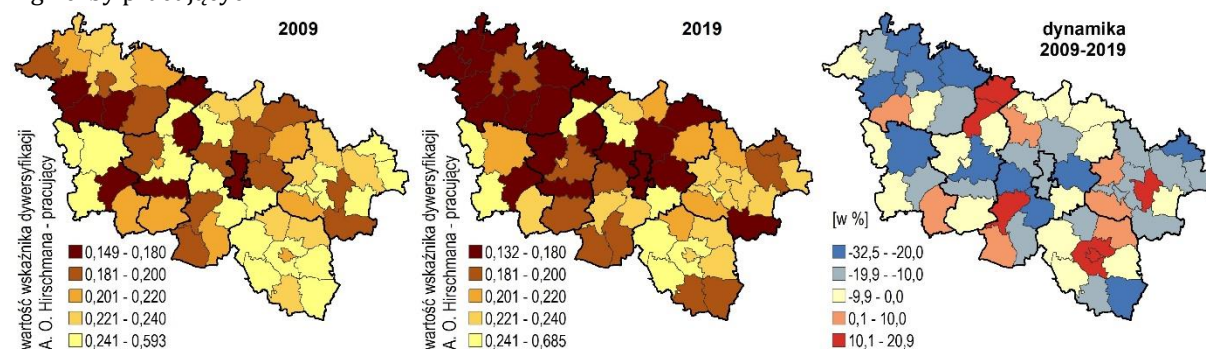 2009
wartość wskaźnika dywersyfikacji
A. O. Hirschmana - pracujący
0,149 - 0,180
0,181 - 0,200
0,201 - 0,220
0,221 - 0,240
0,241 - 0,593
2019
wartość wskaźnika dywersyfikacji
A. O. Hirschmana - pracujący
0,132 - 0,180
0,181 - 0,200
0,201 - 0,220
0,221 - 0,240
0,241 - 0,685
dynamika
2009-2019
[w %]
-32,5 - -20,0
-19,9 - -10,0
-9,9 - 0,0
0,1 - 10,0
10,1 - 20,9